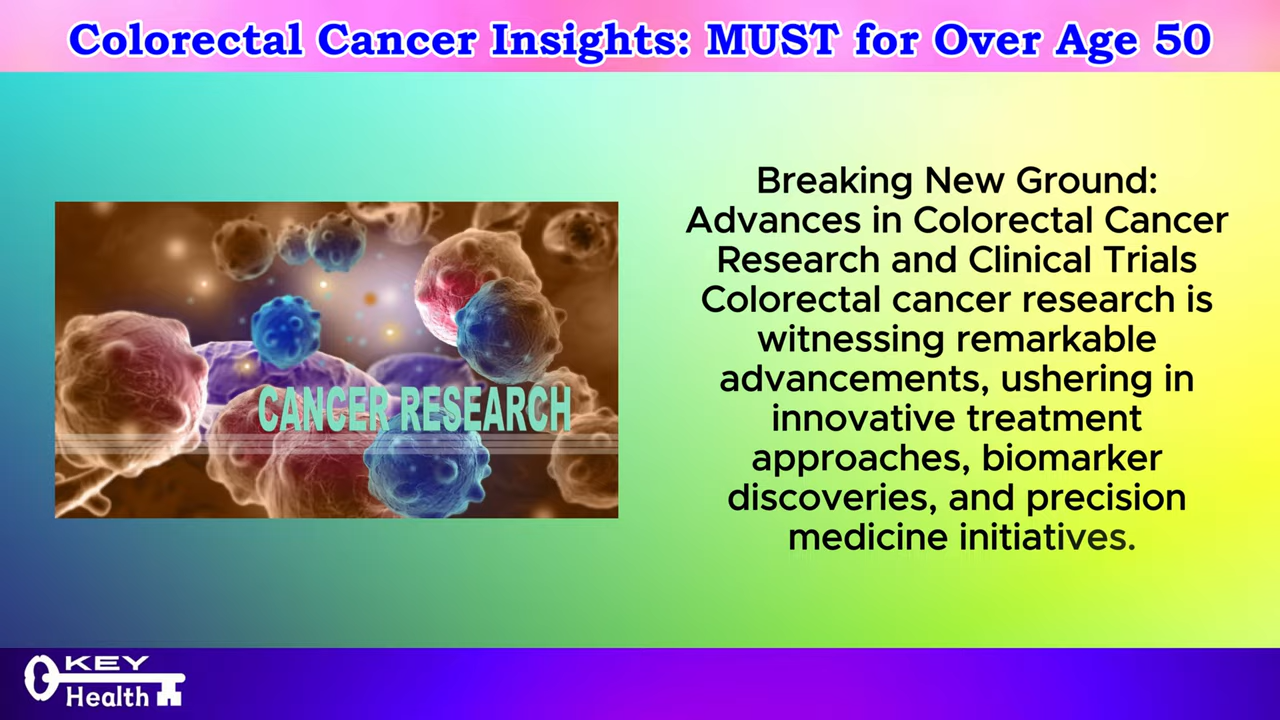 Colorectal Cancer Insights: MUST for Over Age 50
CANCER RESEARCH
Breaking New Ground:
Advances in Colorectal Cancer
Research and Clinical Trials
Colorectal cancer research is
witnessing remarkable
advancements, ushering in
innovative treatment
approaches, biomarker
discoveries, and precision
medicine initiatives.
KEY
Health